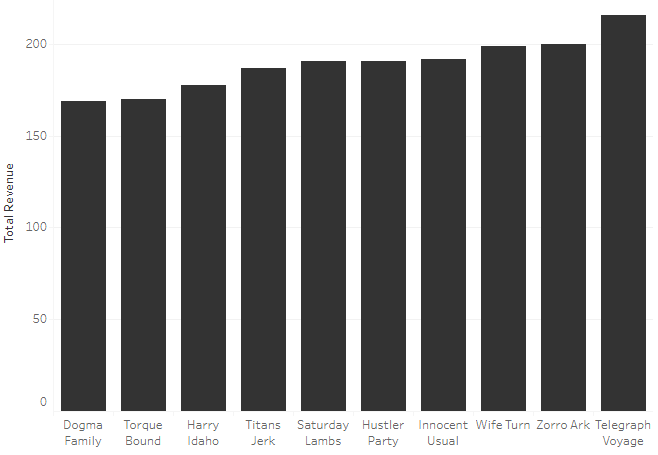 Total Revenue
200
150
100
50
0
Dogma Family
Torque Bound
Harry Idaho
Titans Jerk
Saturday Lambs
Hustler Party
Innocent Usual
Wife Turn
Zorro Ark
Telegraph Voyage